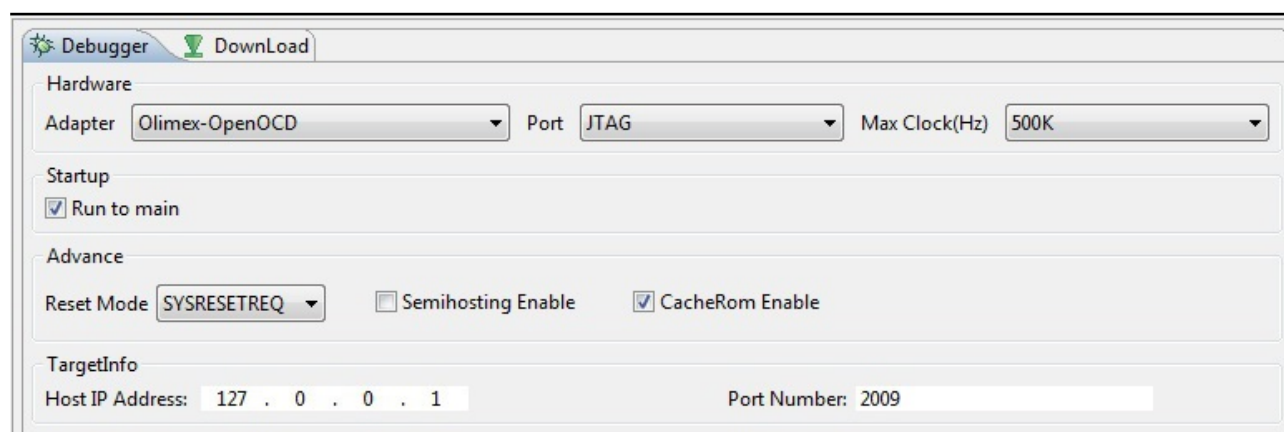 Debugger DownLoad
Hardware
Adapter Olimex-OpenOCD Port JTAG Max Clock(Hz) 500K
Startup
Run to main
Advance
Reset Mode SYSRESETREQ Semihosting Enable CacheRom Enable
TargetInfo
Host IP Address: 127 . 0 . 0 . 1 Port Number: 2009